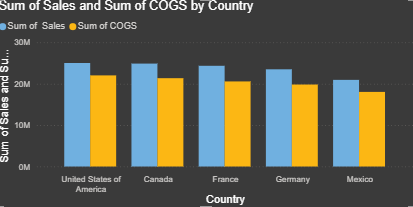 Sum of Sales and Sum of COGS by Country
Sum of Sales Sum of COGS
Sum of Sales and Su...
30M
20M
10M
0M
United States of
America
Canada
France
Germany
Mexico
Country